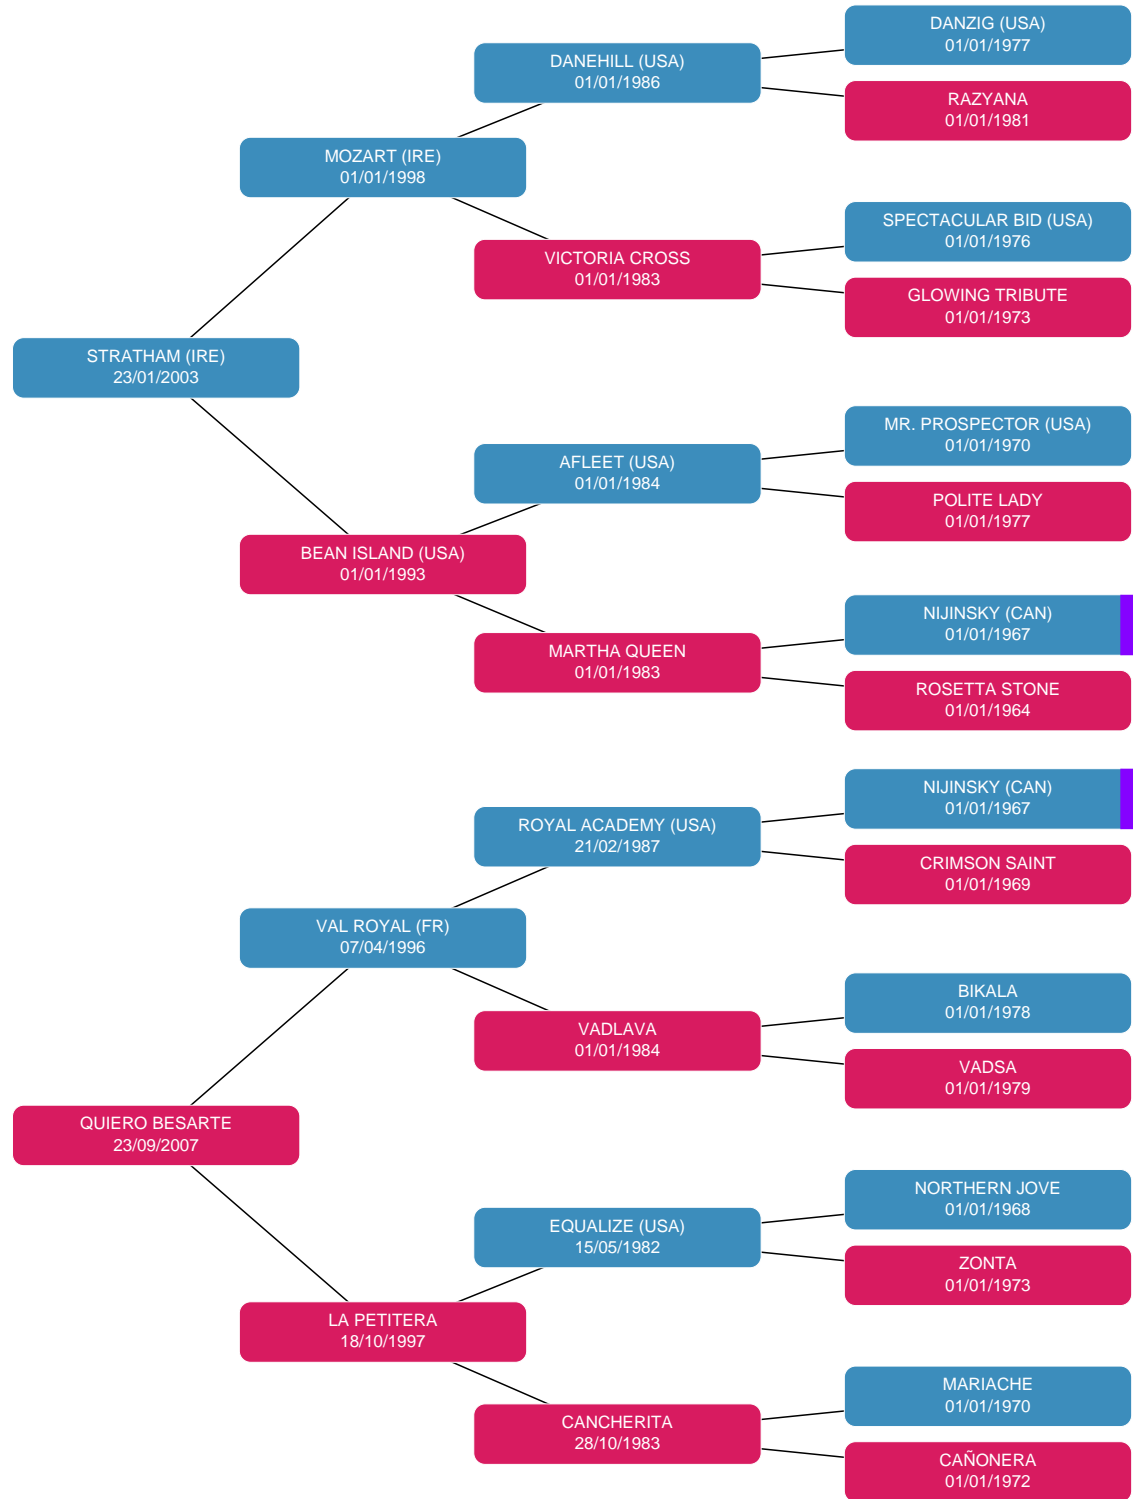 DANZIG (USA)
01/01/1977
DANEHILL (USA)
01/01/1986
RAZYANA
01/01/1981
MOZART (IRE)
01/01/1998
SPECTACULAR BID (USA)
01/01/1976
VICTORIA CROSS
01/01/1983
GLOWING TRIBUTE
01/01/1973
STRATHAM (IRE)
23/01/2003
MR. PROSPECTOR (USA)
01/01/1970
AFLEET (USA)
01/01/1984
POLITE LADY
01/01/1977
BEAN ISLAND (USA)
01/01/1993
NIJINSKY (CAN)
01/01/1967
MARTHA QUEEN
01/01/1983
ROSETTA STONE
01/01/1964
NIJINSKY (CAN)
01/01/1967
ROYAL ACADEMY (USA)
21/02/1987
CRIMSON SAINT
01/01/1969
VAL ROYAL (FR)
07/04/1996
BIKALA
01/01/1978
VADLAVA
01/01/1984
VADSA
01/01/1979
QUIERO BESARTE
23/09/2007
NORTHERN JOVE
01/01/1968
EQUALIZE (USA)
15/05/1982
ZONTA
01/01/1973
LA PETITERA
18/10/1997
MARIACHE
01/01/1970
CANCHERITA
28/10/1983
CAÑONERA
01/01/1972